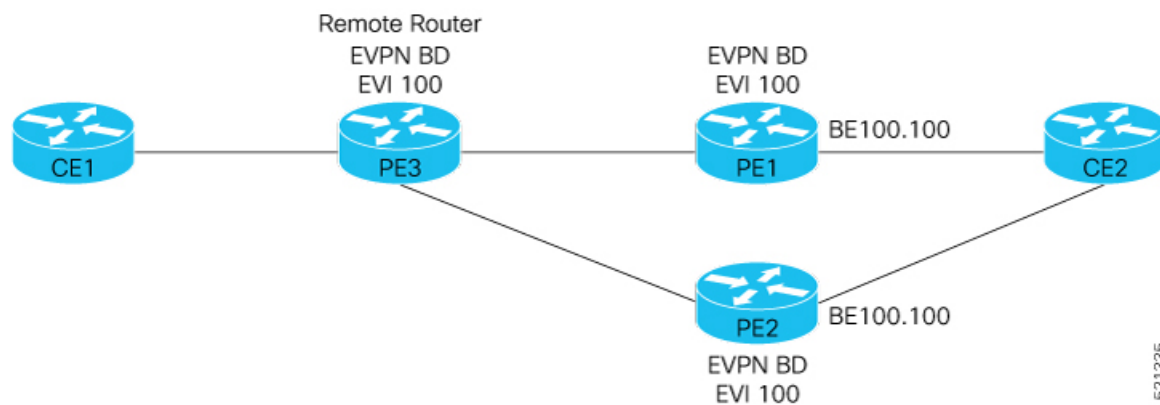 Remote Router
EVPN BD
EVI 100
EVPN BD
EVI 100
BE100.100
CE1
PE3
PE1
CE2
PE2
BE100.100
EVPN BD
EVI 100